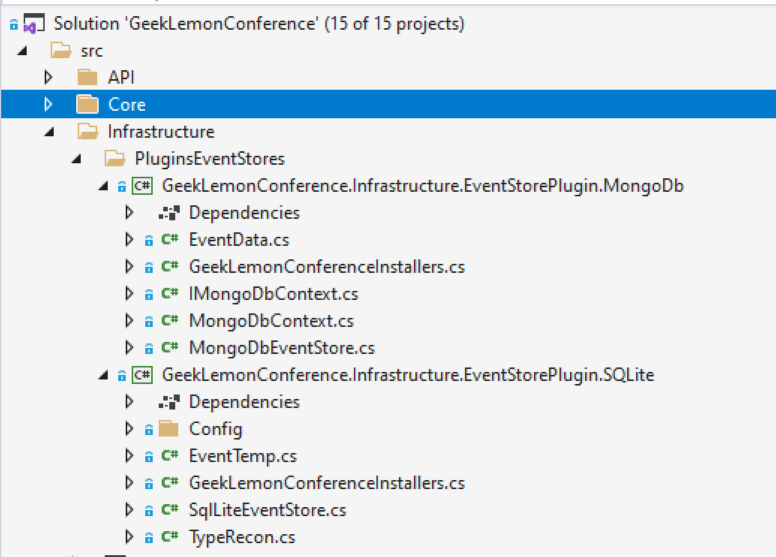 Solution 'GeekLemonConference' (15 of 15 projects)
src
API
Core
Infrastructure
PluginsEventStores
C# GeekLemonConference.Infrastructure.EventStorePlugin.MongoDb
Dependencies
C# EventData.cs
C# GeekLemonConferenceInstallers.cs
C# IMongoDbContext.cs
C# MongoDbContext.cs
C# MongoDbEventStore.cs
C# GeekLemonConference.Infrastructure.EventStorePlugin.SQLite
Dependencies
Config
C# EventTemp.cs
C# GeekLemonConferenceInstallers.cs
C# SqlLiteEventStore.cs
C# TypeRecon.cs